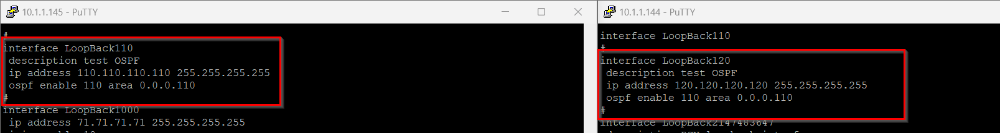 10.1.1.145 - PuTTY
#
interface LoopBack110
description test OSPF
ip address 110.110.110.110 255.255.255.255
ospf enable 110 area 0.0.0.110
#
interface LoopBack1000
ip address 71.71.71.71 255.255.255.255
10.1.1.144 - PuTTY
interface LoopBack110
#
interface LoopBack120
description test OSPF
ip address 120.120.120.120 255.255.255.255
ospf enable 110 area 0.0.0.110
#
interface LoopBack2147483647